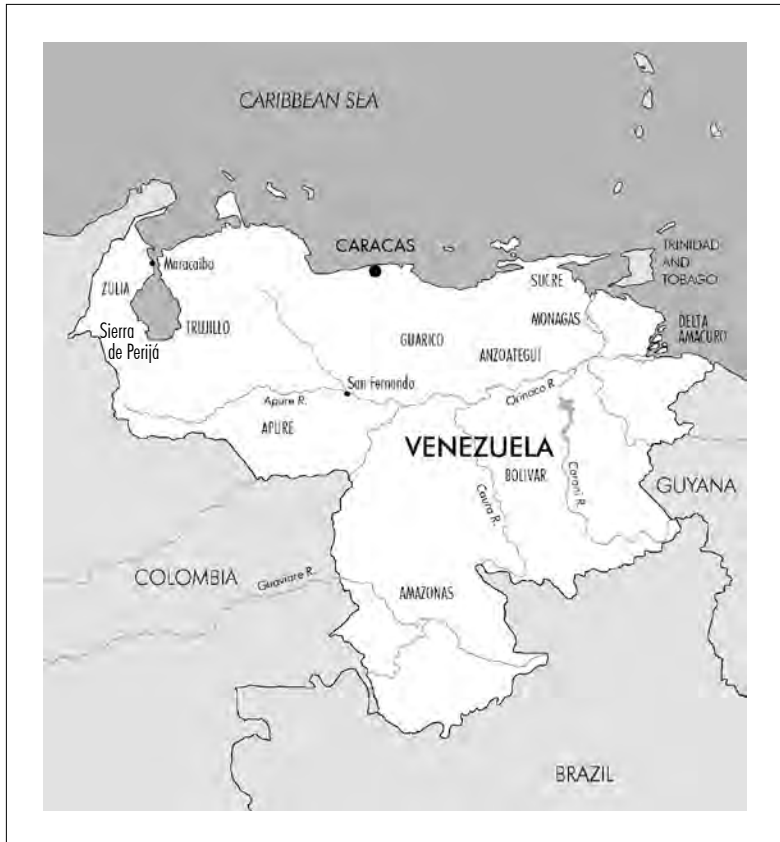 CARIBBEAN SEA
CARACAS
TRINIDAD
AND
TOBAGO
Maracaibo
ZULIA
SUCRE
MONAGAS
DELTA
AMACURO
TRUJILLO
Sierra
de Perijá
GUARICO
ANZOATEGUI
San Fernando
Apure R.
Orinoco R.
APURE
VENEZUELA
BOLIVAR
Caura R.
Caroni R.
GUYANA
COLOMBIA
Guaviare R.
AMAZONAS
BRAZIL